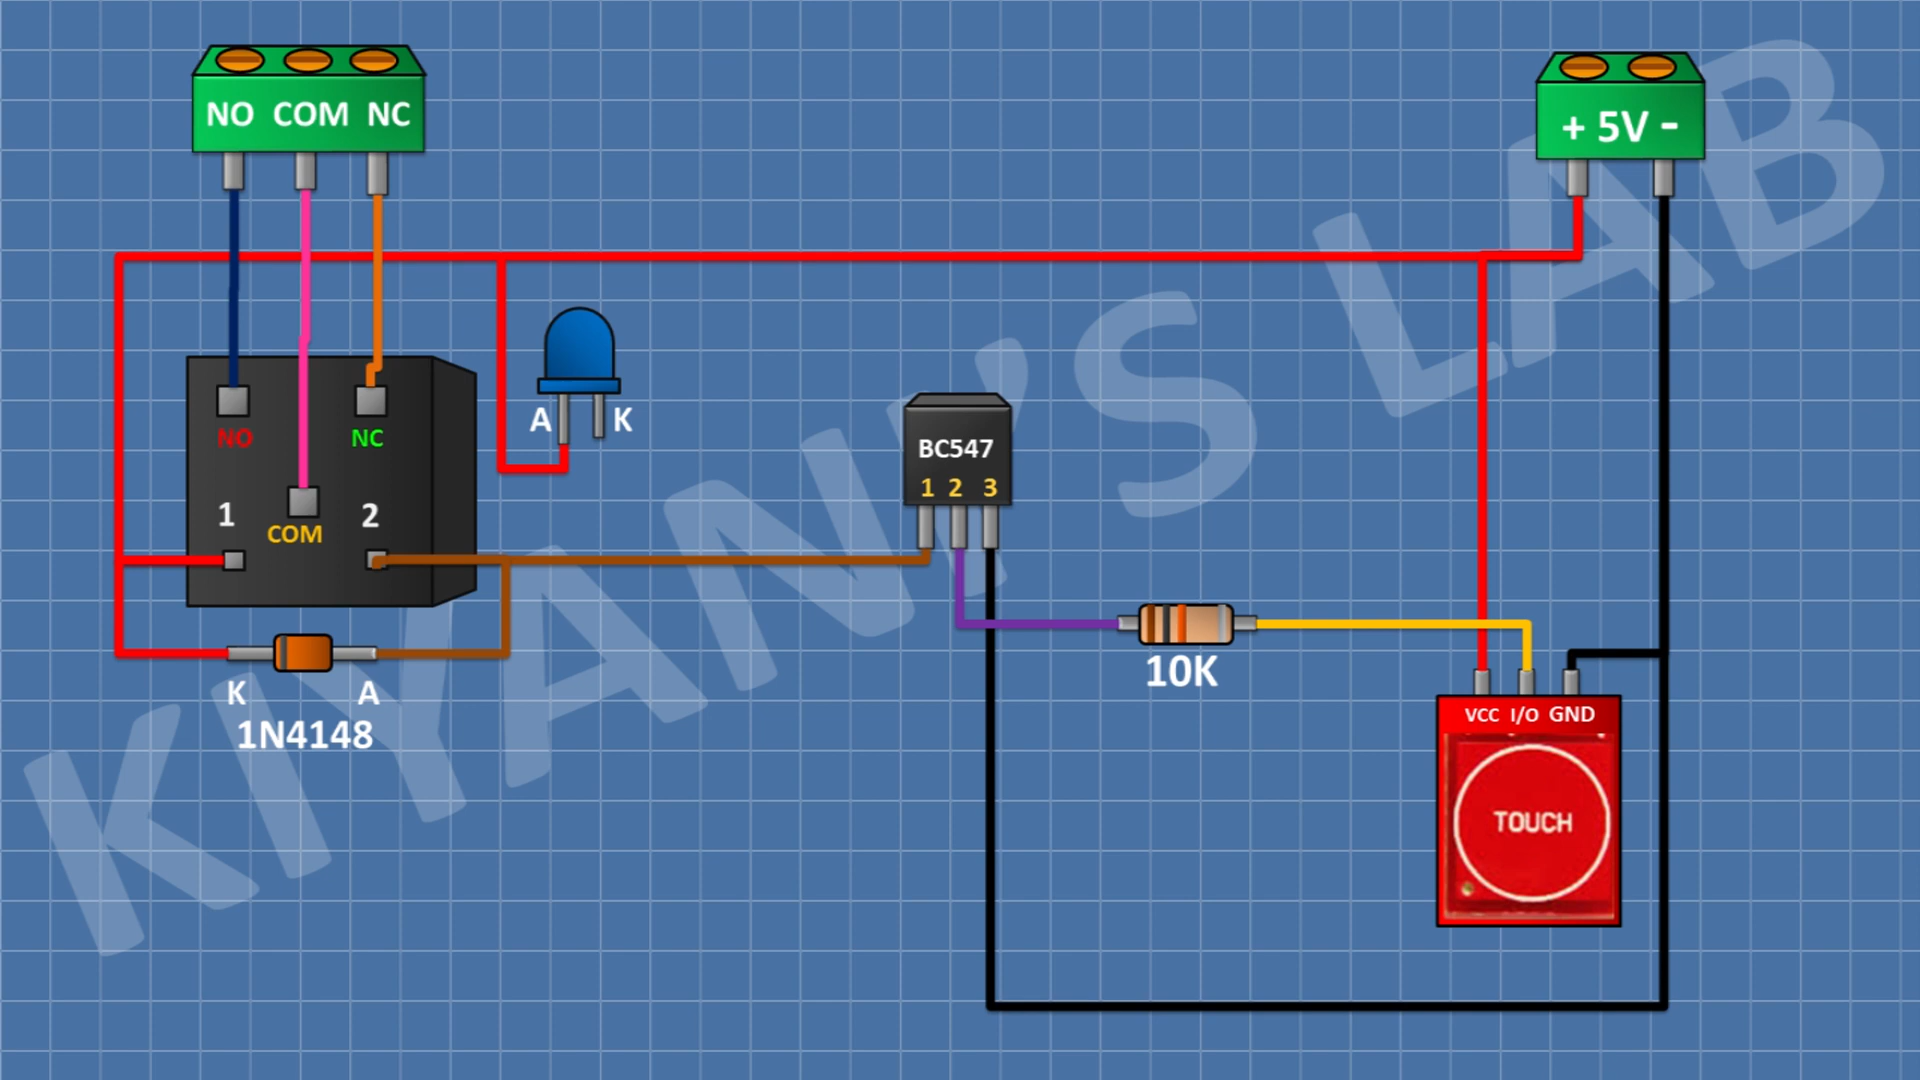 NO COM NC
+ 5V -
NO
NC
1
COM
2
A
K
BC547
1 2 3
10K
K
A
1N4148
VCC I/O GND
TOUCH
KIYANI'S LAB